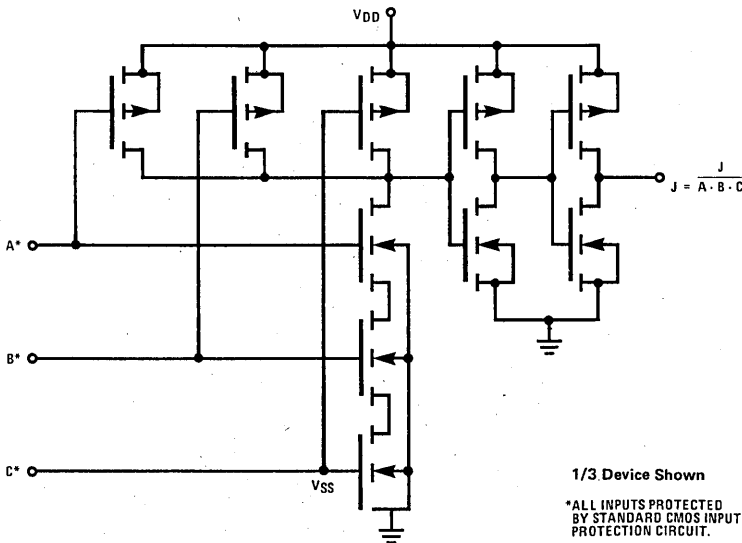 VDD
J
J = A · B · C
A*
B*
C*
VSS
1/3 Device Shown
*ALL INPUTS PROTECTED
BY STANDARD CMOS INPUT
PROTECTION CIRCUIT.